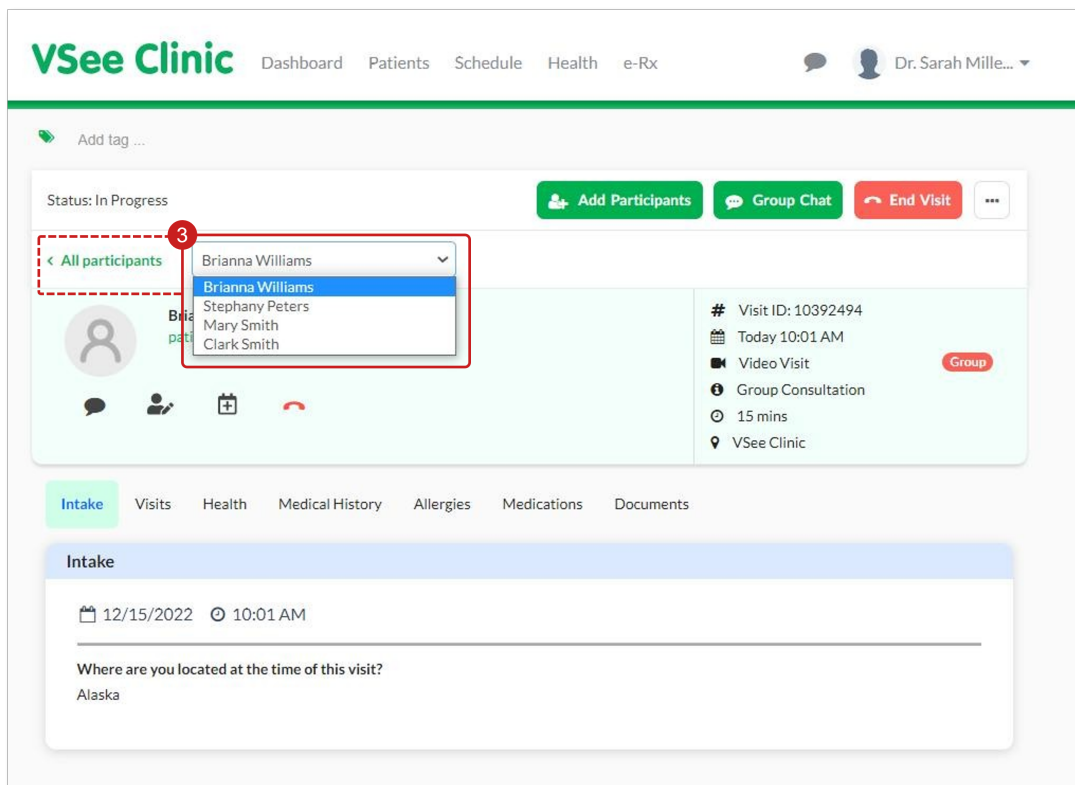 VSee Clinic Dashboard Patients Schedule Health e-Rx Dr. Sarah Mille...
Add tag ...
Status: In Progress Add Participants Group Chat End Visit ...
3
< All participants Brianna Williams
Brianna Williams
Stephany Peters
Mary Smith
Clark Smith
# Visit ID: 10392494
Today 10:01 AM
Video Visit Group
Group Consultation
15 mins
VSee Clinic
Intake Visits Health Medical History Allergies Medications Documents
Intake
12/15/2022 10:01 AM
Where are you located at the time of this visit?
Alaska